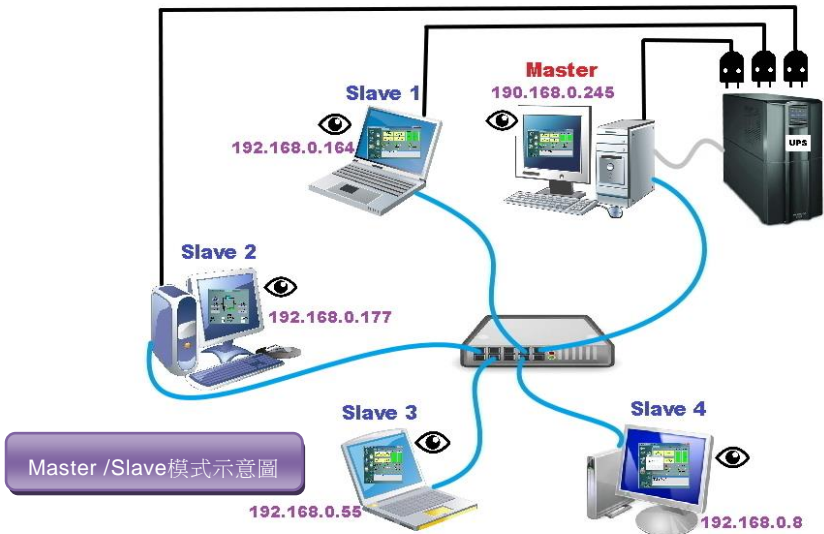 Master
190.168.0.245
Slave 1
192.168.0.164
UPS
Slave 2
192.168.0.177
Slave 3
192.168.0.55
Slave 4
192.168.0.8
Master /Slave模式示意圖